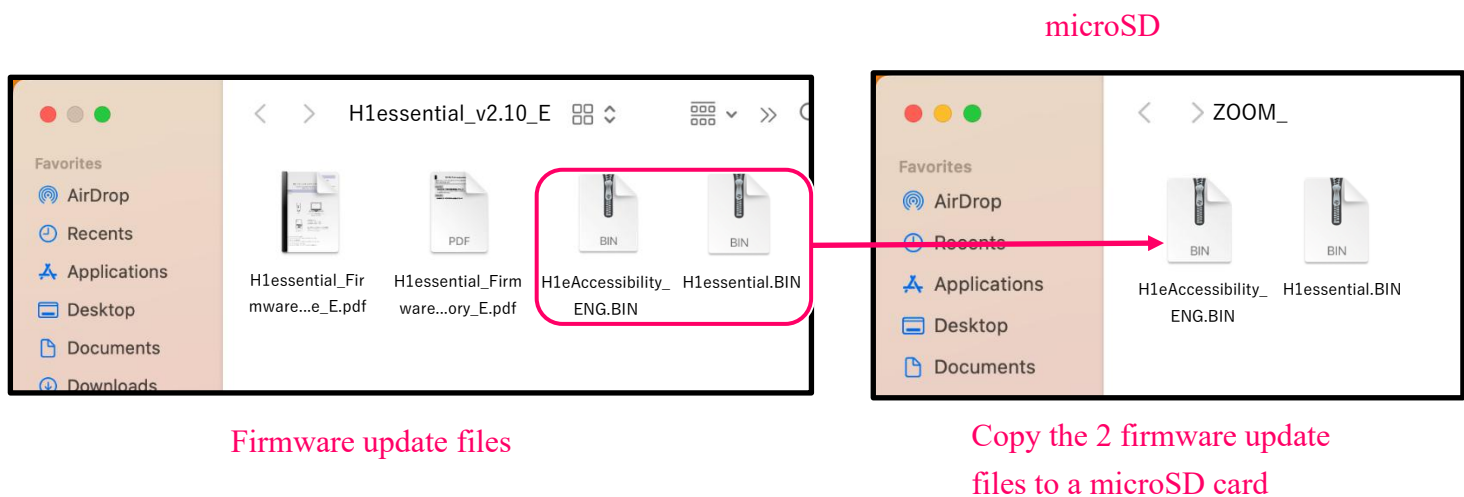 microSD
H1essential_v2.10_E
Favorites
AirDrop
Recents
Applications
Desktop
Documents
Downloads
PDF
BIN
BIN
H1essential_Fir
mware...e_E.pdf
H1essential_Firm
ware...ory_E.pdf
H1eAccessibility_
ENG.BIN
H1essential.BIN
ZOOM_
Favorites
AirDrop
Recents
Applications
Desktop
Documents
BIN
BIN
H1eAccessibility_
ENG.BIN
H1essential.BIN
Firmware update files
Copy the 2 firmware update
files to a microSD card